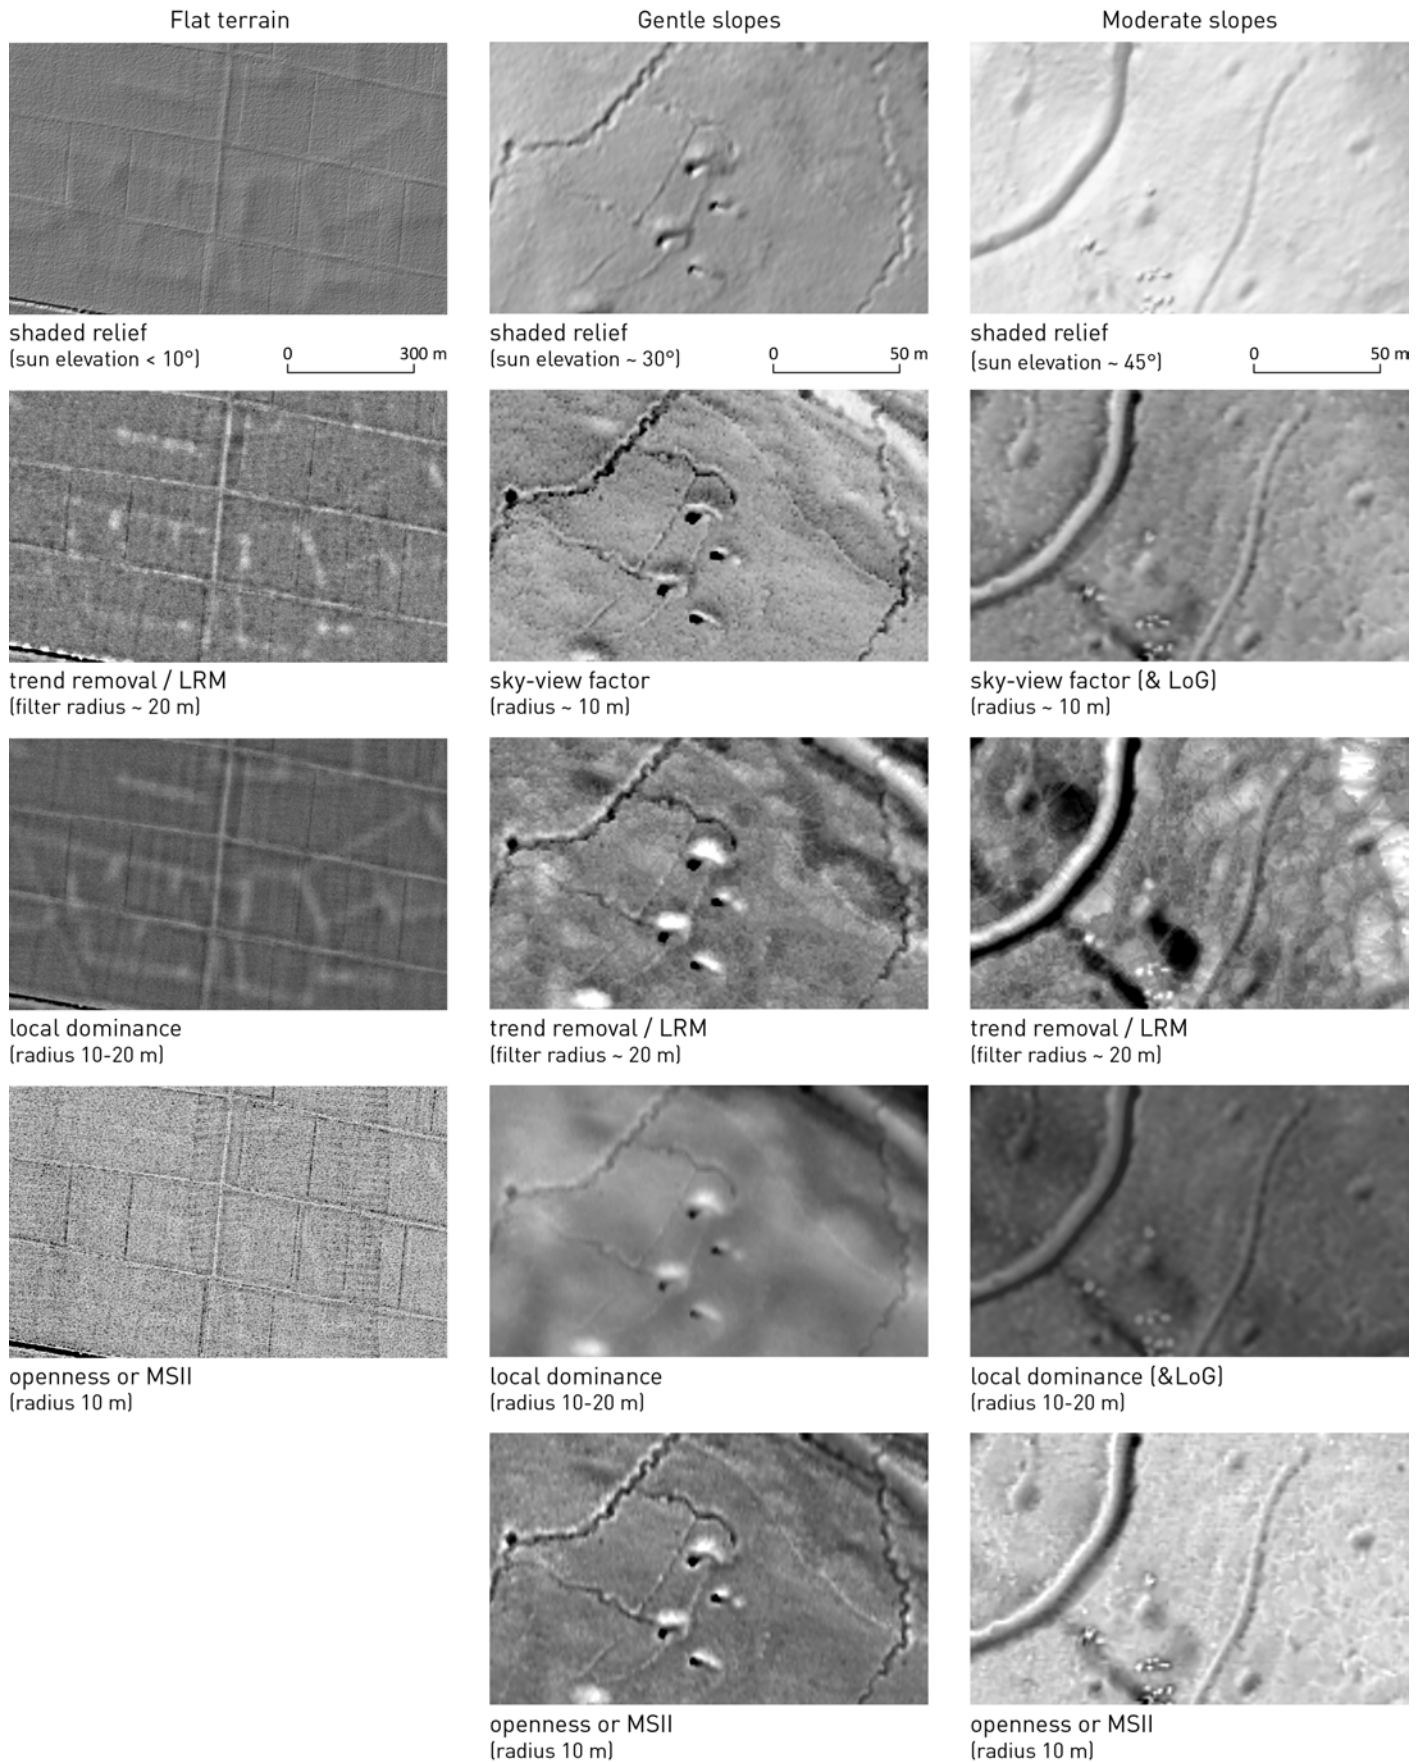 Flat terrain
Gentle slopes
Moderate slopes
shaded relief
(sun elevation < 10°)
0 300 m
shaded relief
(sun elevation ~ 30°)
0 50 m
shaded relief
(sun elevation ~ 45°)
0 50 m
trend removal / LRM
(filter radius ~ 20 m)
sky-view factor
(radius ~ 10 m)
sky-view factor (& LoG)
(radius ~ 10 m)
local dominance
(radius 10-20 m)
trend removal / LRM
(filter radius ~ 20 m)
trend removal / LRM
(filter radius ~ 20 m)
openness or MSII
(radius 10 m)
local dominance
(radius 10-20 m)
local dominance (&LoG)
(radius 10-20 m)
openness or MSII
(radius 10 m)
openness or MSII
(radius 10 m)